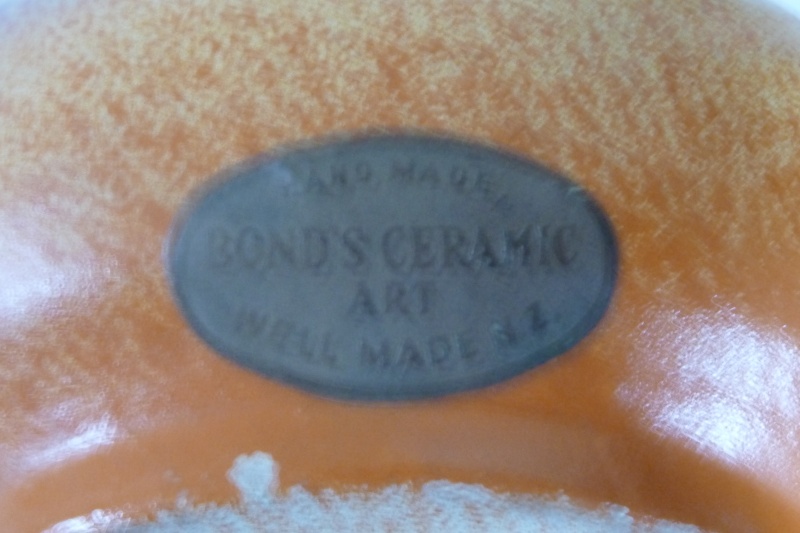 HAND MADE
BOND'S CERAMIC
ART
WELL MADE N.Z.